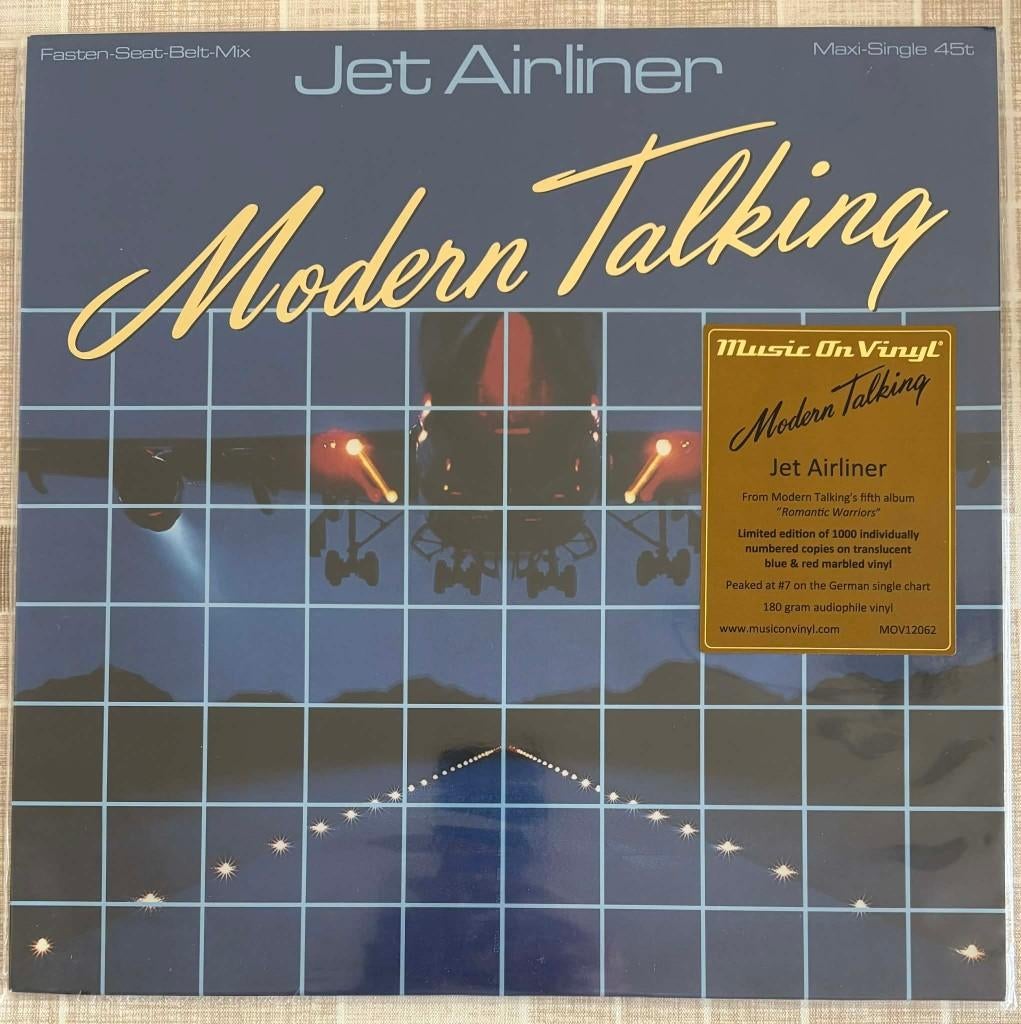 Fasten-Seat-Belt-Mix
Jet Airliner
Maxi-Single 45t
Modern Talking
Music On Vinyl®
Modern Talking
Jet Airliner
From Modern Talking's fifth album
"Romantic Warriors"
Limited edition of 1000 individually
numbered copies on translucent
blue & red marbled vinyl
Peaked at #7 on the German single chart
180 gram audiophile vinyl
www.musiconvinyl.com MOV12062